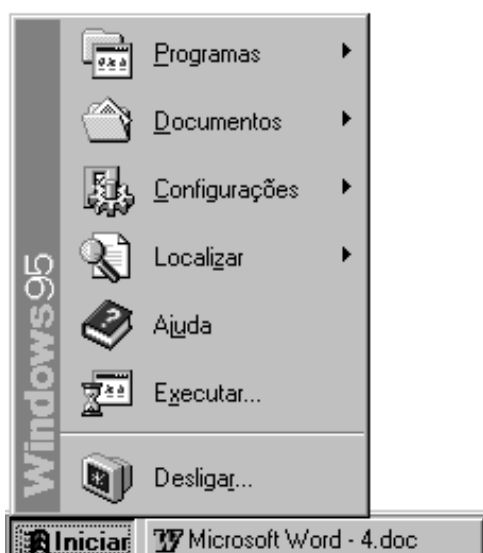 Programas
Documentos
Configurações
Localizar
Ajuda
Executar...
Desligar...
Windows95
Iniciar
Microsoft Word - 4.doc